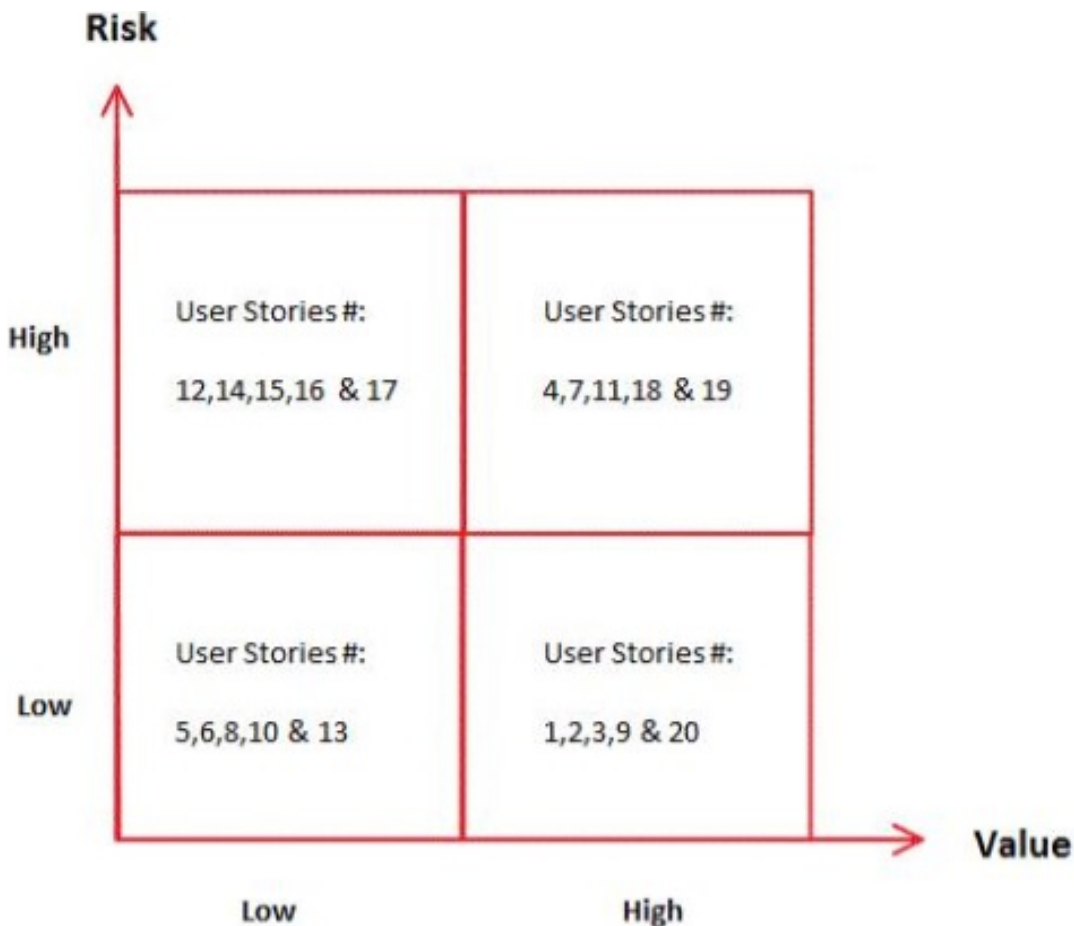 Risk
High
User Stories #:
12,14,15,16 & 17
User Stories #:
4,7,11,18 & 19
Low
User Stories #:
5,6,8,10 & 13
User Stories #:
1,2,3,9 & 20
Value
Low
High